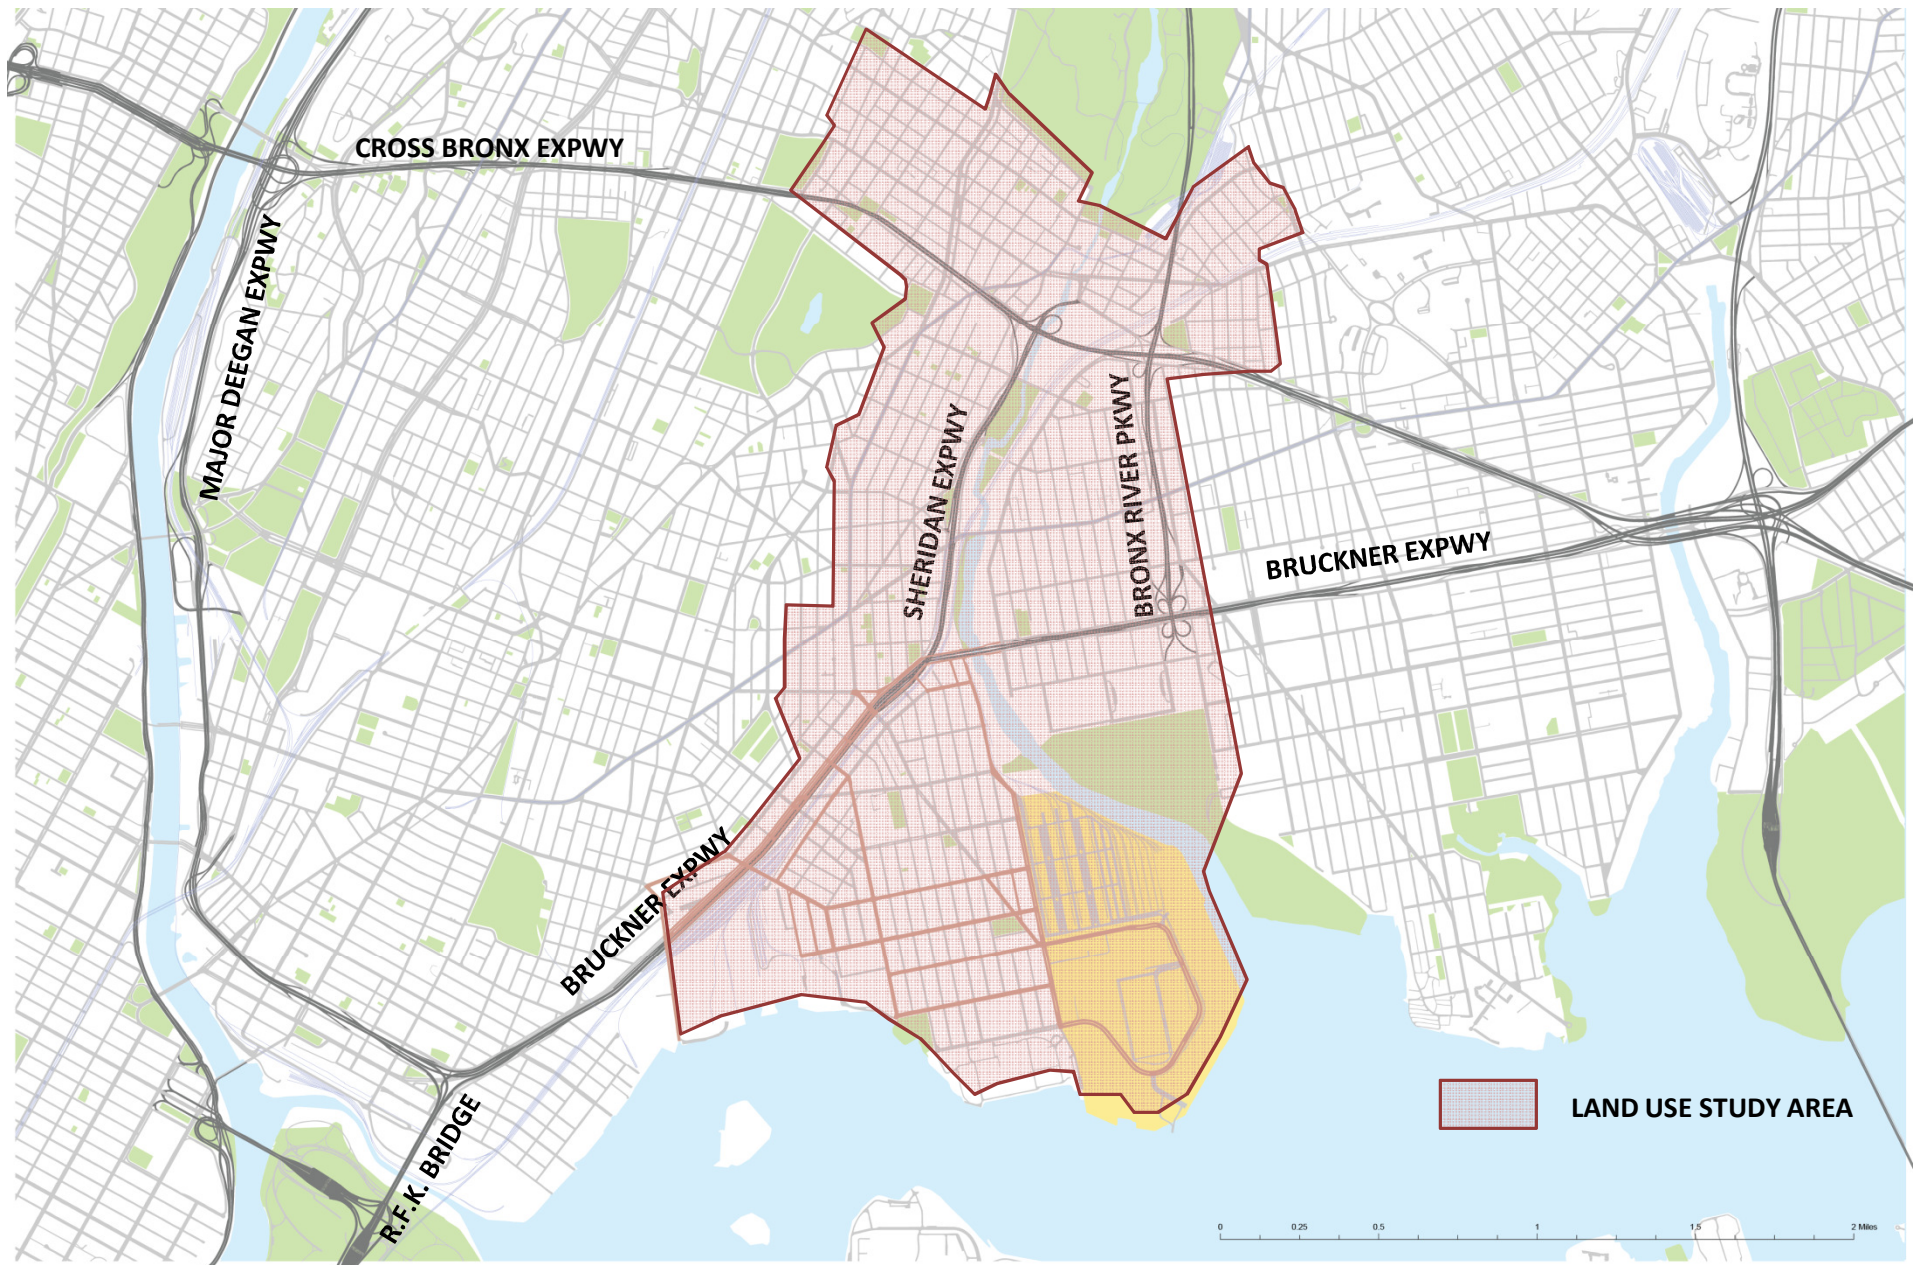 CROSS BRONX EXPWY
MAJOR DEEGAN EXPWY
SHERIDAN EXPWY
BRONX RIVER PKWY
BRUCKNER EXPWY
BRUCKNER EXPWY
R.F.K. BRIDGE
LAND USE STUDY AREA
0 0.25 0.5 1 1.5 2 Miles